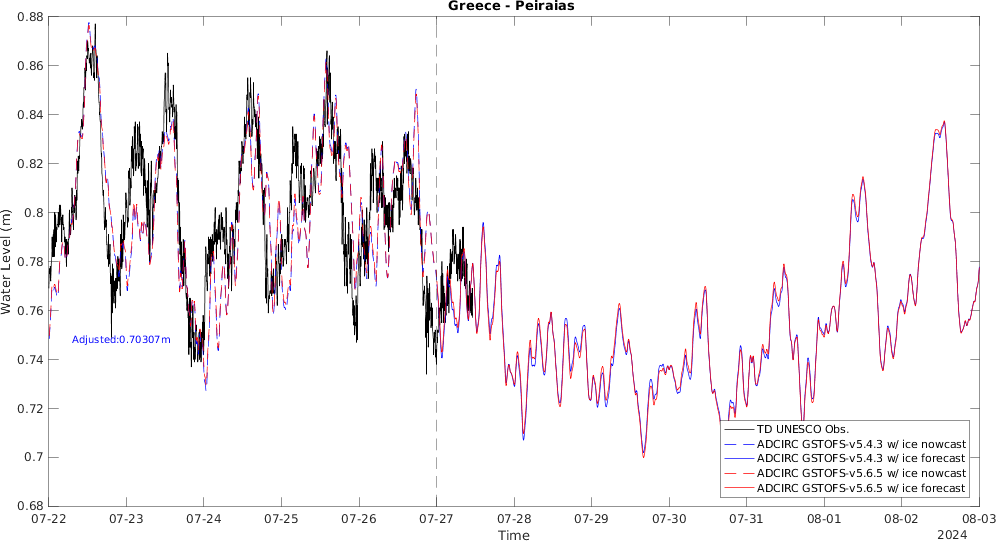 Greece - Peiraias
0.88
0.86
0.84
0.82
0.8
0.78
0.76
0.74
0.72
0.7
0.68
Water Level (m)
Adjusted:0.70307m
TD UNESCO Obs.
ADCIRC GSTOFS-v5.4.3 w/ ice nowcast
ADCIRC GSTOFS-v5.4.3 w/ ice forecast
ADCIRC GSTOFS-v5.6.5 w/ ice nowcast
ADCIRC GSTOFS-v5.6.5 w/ ice forecast
07-22 07-23 07-24 07-25 07-26 07-27 07-28 07-29 07-30 07-31 08-01 08-02 08-03
Time
2024